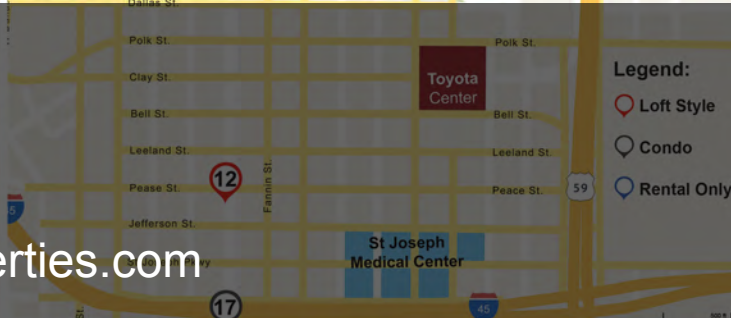 Dallas St.
Polk St.
Polk St.
Clay St.
Toyota
Center
Legend:
Loft Style
Bell St.
Bell St.
Leeland St.
Leeland St.
Condo
12
Fannin St.
Pease St.
Peace St.
59
Rental Only
Jefferson St.
erties.com
St Joseph
Medical Center
17
45